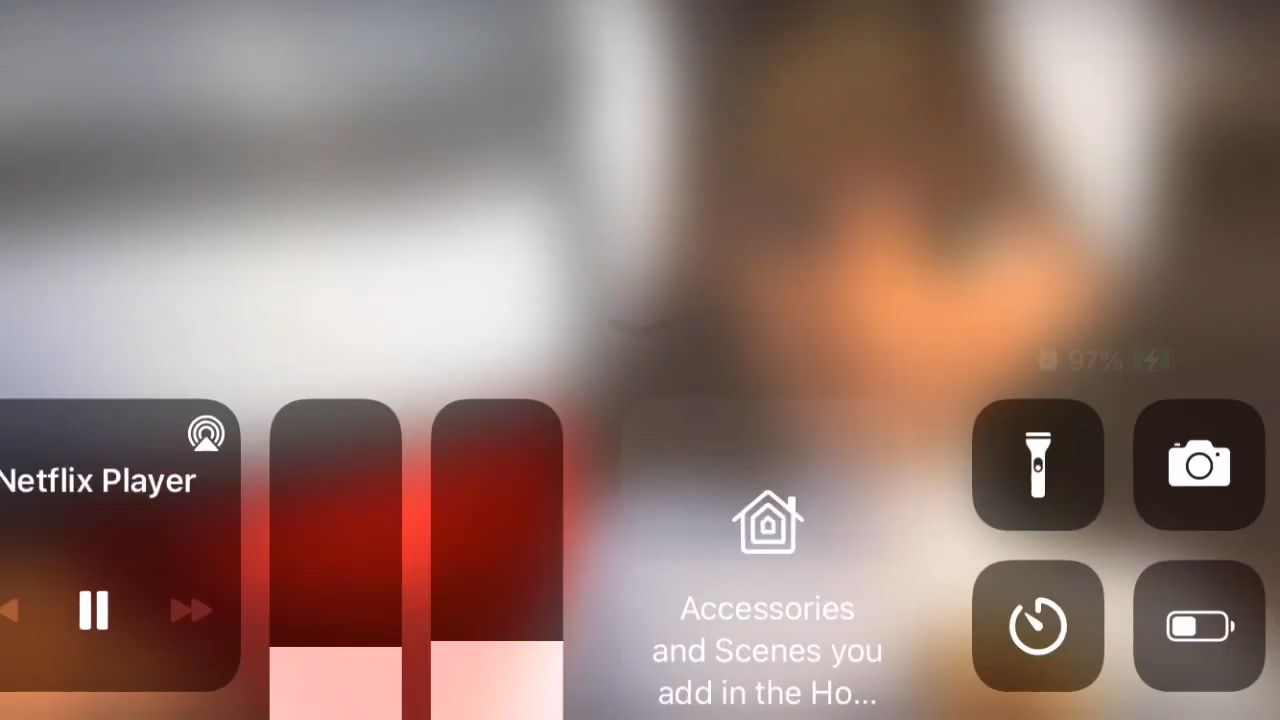 97%
Netflix Player
Accessories
and Scenes you
add in the Ho...